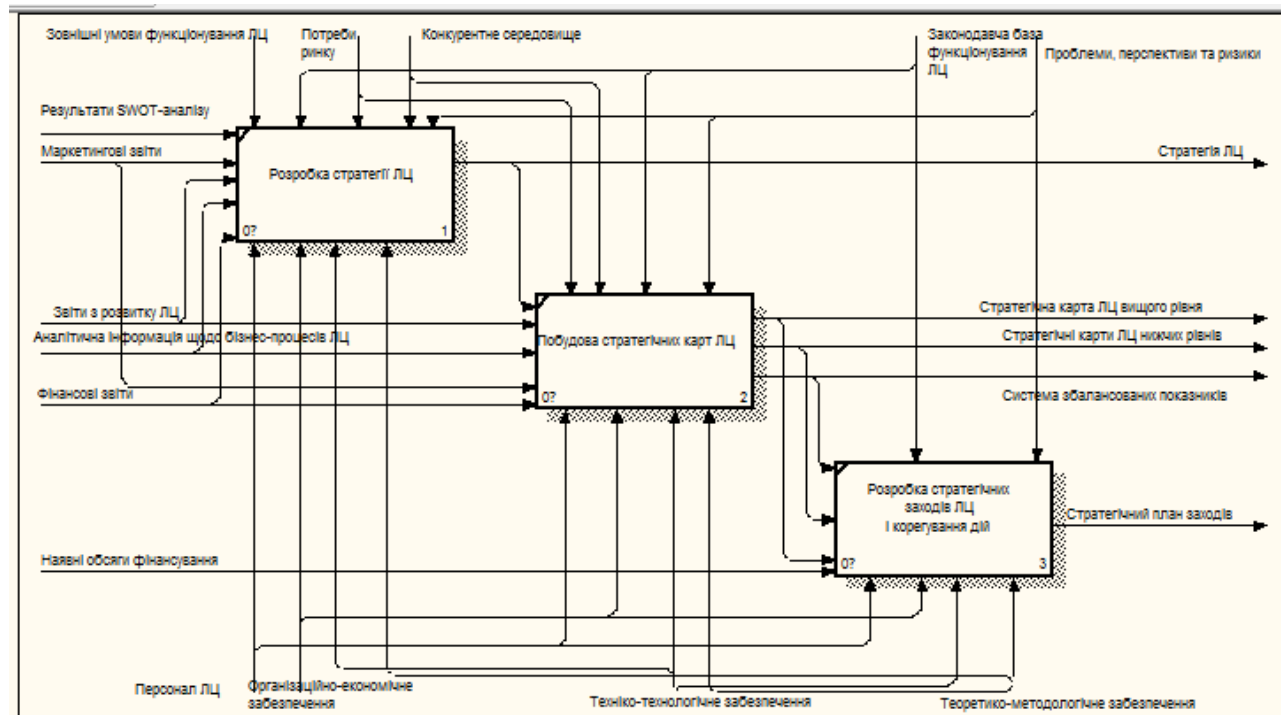 Зовнішні умови функціонування ЛЦ
Потреби
ринку
Конкурентне середовище
Законодавча база
функціонування
ЛЦ
Проблеми, перспективи та ризики
Результати SWOT-аналізу
Маркетингові звіти
Розробка стратегії ЛЦ
0?
1
Стратегія ЛЦ
Звіти з розвитку ЛЦ
Аналітична інформація щодо бізнес-процесів ЛЦ
Фінансові звіти
Побудова стратегічних карт ЛЦ
0?
2
Стратегічна карта ЛЦ вищого рівня
Стратегічні карти ЛЦ нижчих рівнів
Система збалансованих показників
Розробка стратегічних
заходів ЛЦ
і корегування дій
0?
3
Стратегічний план заходів
Наявні обсяги фінансування
Персонал ЛЦ
Організаційно-економічне
забезпечення
Техніко-технологічне забезпечення
Теоретико-методологічне забезпечення